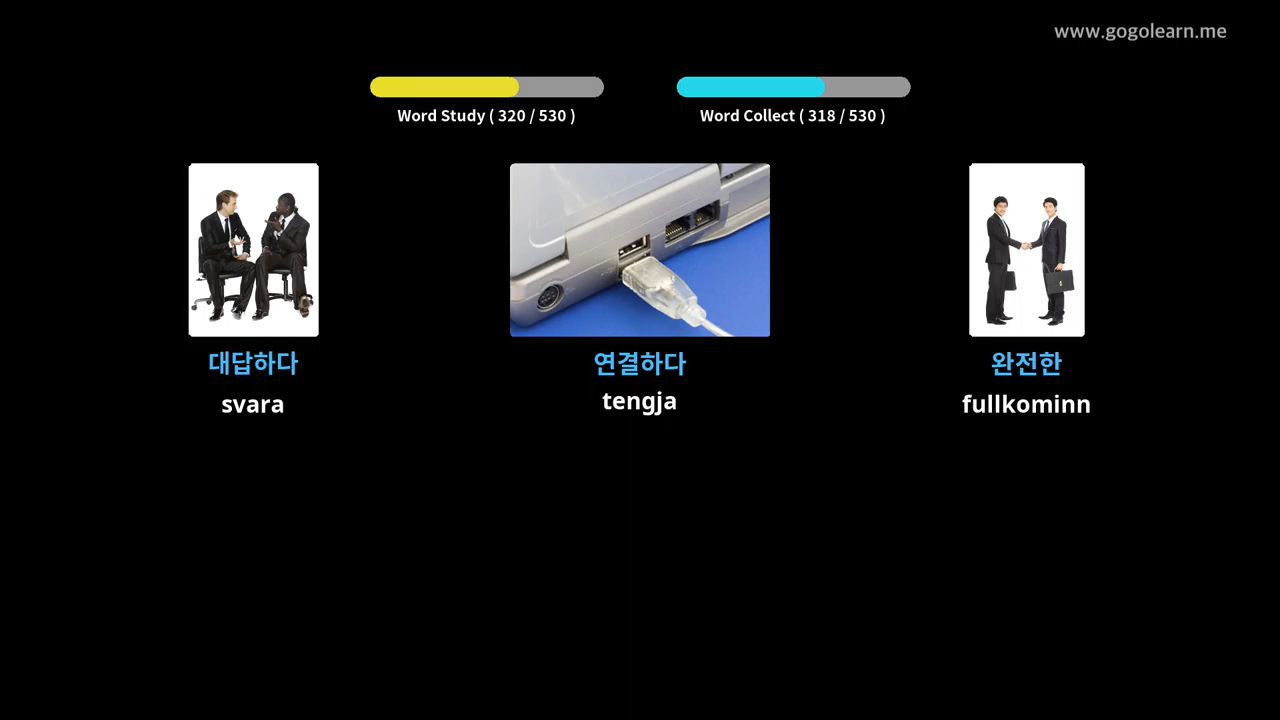 www.gogolearn.me
Word Study ( 320 / 530 )
Word Collect ( 318 / 530 )
대답하다
svara
연결하다
tengja
완전한
fullkominn